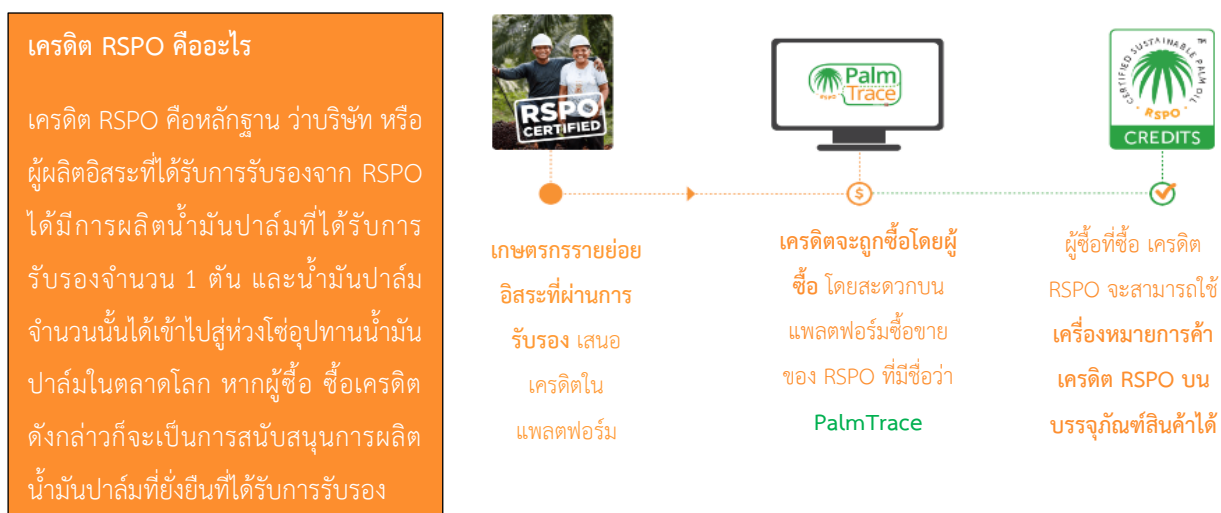 เครดิต RSPO คืออะไร
เครดิต RSPO คือหลักฐาน ว่าบริษัท หรือ
ผู้ผลิตอิสระที่ได้รับการรับรองจาก RSPO
ได้มีการผลิตน้ำมันปาล์มที่ได้รับการ
รับรองจำนวน 1 ตัน และน้ำมันปาล์ม
จำนวนนั้นได้เข้าไปสู่ห่วงโซ่อุปทานน้ำมัน
ปาล์มในตลาดโลก หากผู้ซื้อ ซื้อเครดิต
ดังกล่าวก็จะเป็นการสนับสนุนการผลิต
น้ำมันปาล์มที่ยั่งยืนที่ได้รับการรับรอง
RSPO
CERTIFIED
เกษตรกรรายย่อย
อิสระที่ผ่านการ
รับรอง เสนอ
เครดิตใน
แพลตฟอร์ม
Palm
Trace
RSPO
$
เครดิตจะถูกซื้อโดยผู้
ซื้อ โดยสะดวกบน
แพลตฟอร์มซื้อขาย
ของ RSPO ที่มีชื่อว่า
PalmTrace
CERTIFIED SUSTAINABLE PALM OIL
RSPO
CREDITS
ผู้ซื้อที่ซื้อ เครดิต
RSPO จะสามารถใช้
เครื่องหมายการค้า
เครดิต RSPO บน
บรรจุภัณฑ์สินค้าได้